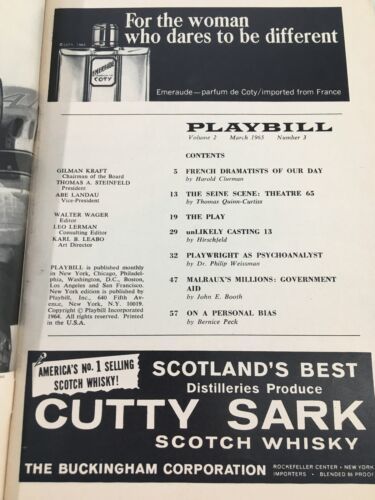 For the woman
who dares to be different
©COTY, 1965
EMERAUDE
COTY
Emeraude—parfum de Coty/imported from France
PLAYBILL
Volume 2 March 1965 Number 3
CONTENTS
GILMAN KRAFT
Chairman of the Board
THOMAS A. STEINFELD
President
ABE LANDAU
Vice-President
WALTER WAGER
Editor
LEO LERMAN
Consulting Editor
KARL B. LEABO
Art Director
PLAYBILL is published monthly
in New York, Chicago, Philadel-
phia, Washington, D.C., Boston,
Los Angeles and San Francisco.
New York edition is published by
Playbill, Inc., 640 Fifth Ave-
nue, New York, N.Y. 10019.
Copyright © Playbill Incorporated
1964. All rights reserved. Printed
in the U.S.A.
5 FRENCH DRAMATISTS OF OUR DAY
by Harold Clurman
13 THE SEINE SCENE: THEATRE 65
by Thomas Quinn-Curtiss
19 THE PLAY
29 unLIKELY CASTING 13
by Hirschfeld
32 PLAYWRIGHT AS PSYCHOANALYST
by Dr. Philip Weissman
47 MALRAUX'S MILLIONS: GOVERNMENT
AID
by John E. Booth
57 ON A PERSONAL BIAS
by Bernice Peck
AMERICA'S NO. 1 SELLING
SCOTCH WHISKY!
SCOTLAND'S BEST
Distilleries Produce
CUTTY SARK
SCOTCH WHISKY
THE BUCKINGHAM CORPORATION
ROCKEFELLER CENTER • NEW YORK
IMPORTERS • BLENDED 86 PROOF